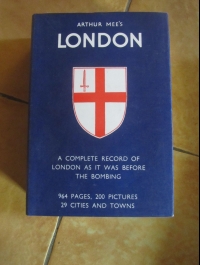 ARTHUR MEE'S
LONDON
A COMPLETE RECORD OF
LONDON AS IT WAS BEFORE
THE BOMBING
964 PAGES, 200 PICTURES
29 CITIES AND TOWNS